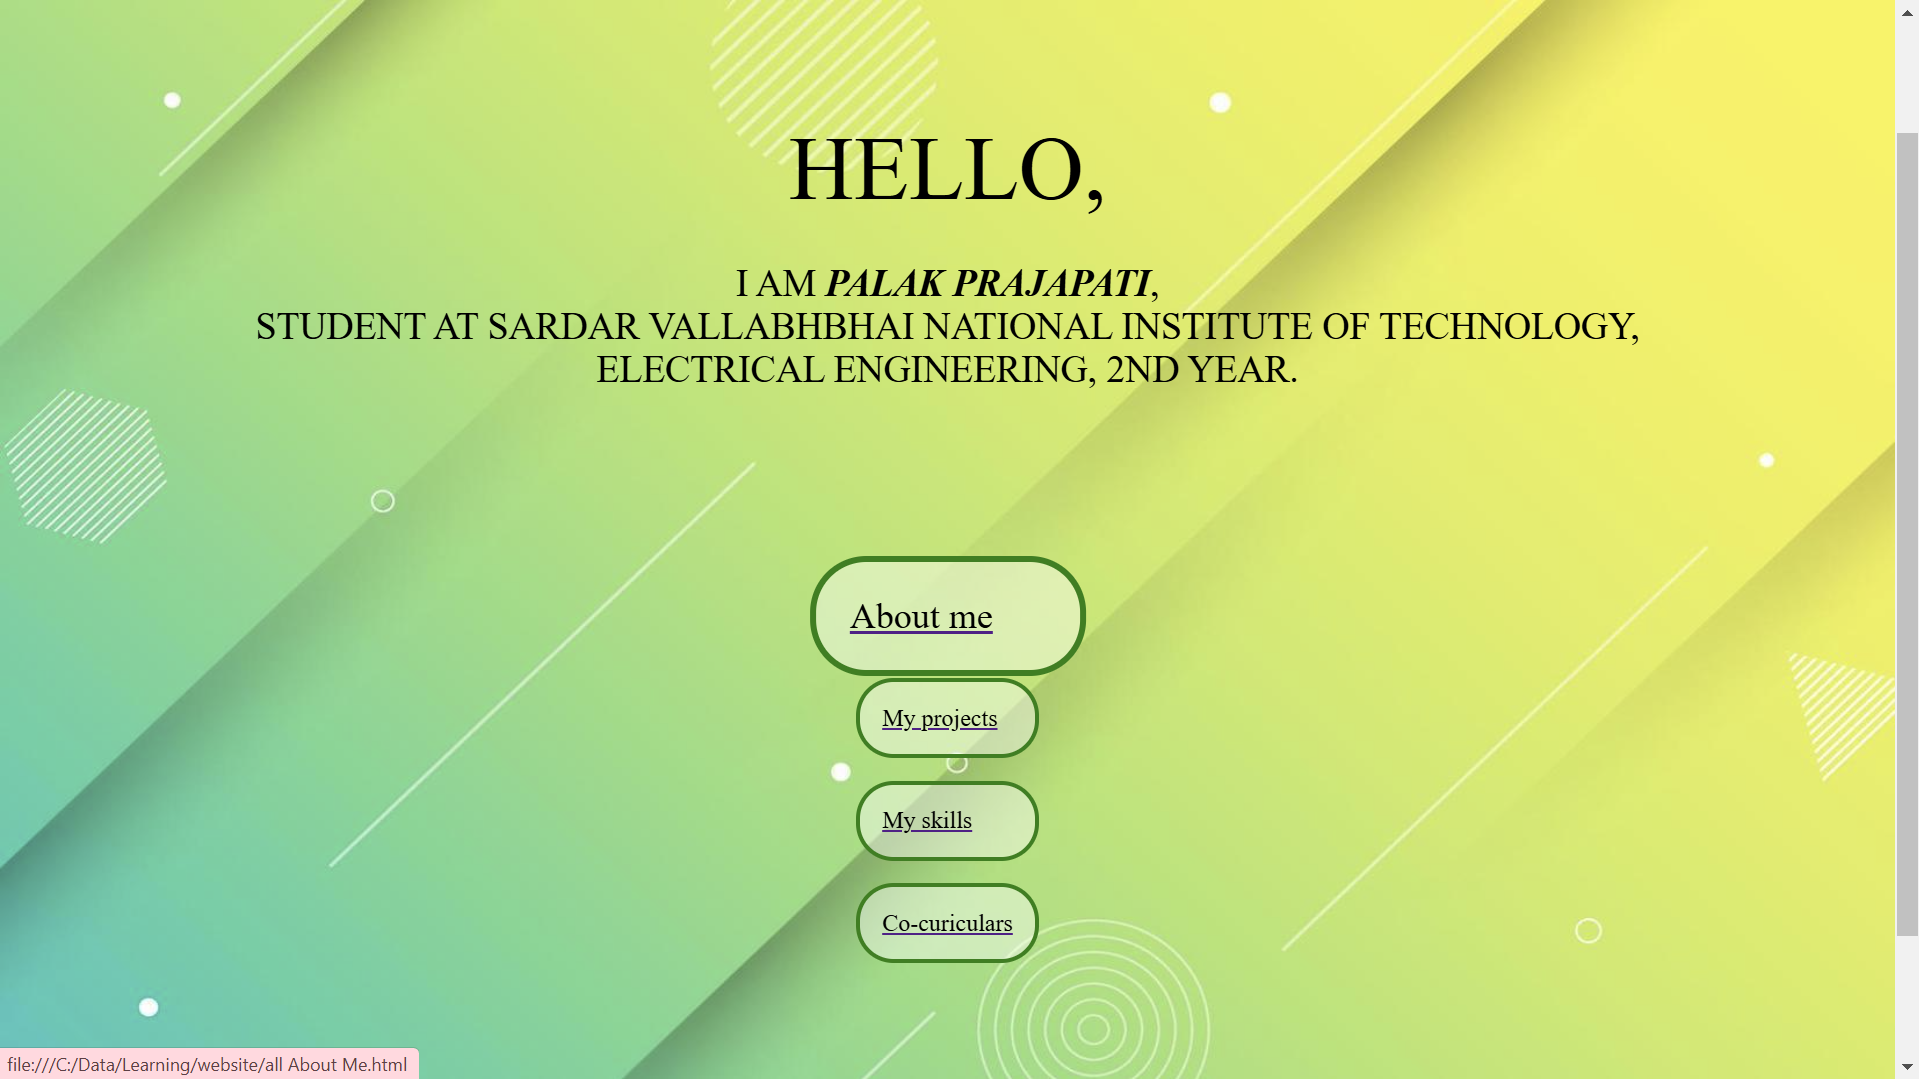 HELLO,
I AM PALAK PRAJAPATI,
STUDENT AT SARDAR VALLABHBHAI NATIONAL INSTITUTE OF TECHNOLOGY,
ELECTRICAL ENGINEERING, 2ND YEAR.
About me
My projects
My skills
Co-curiculars
file:///C:/Data/Learning/website/all About Me.html